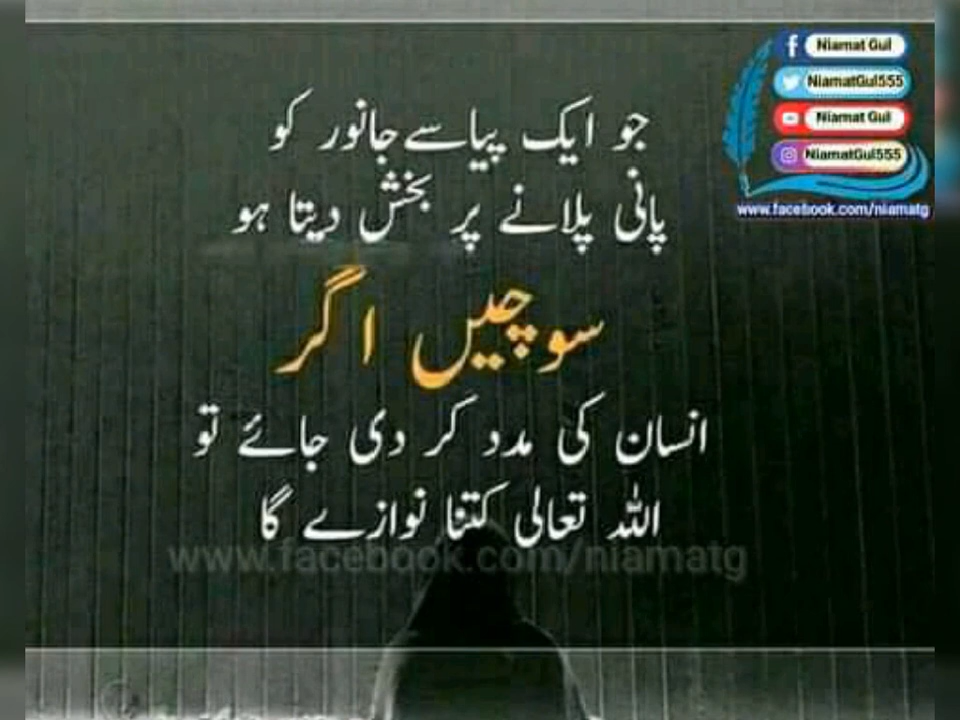 Niamat Gul
NiamatGul555
Niamat Gul
NiamatGul555
www.facebook.com/niamatg
جو ایک پیاسے جانور کو
پانی پلانے پر بخش دیتا ہو
سوچیں اگر
انسان کی مدد کر دی جائے تو
اللہ تعالی کتنا نوازے گا
www.facebook.com/niamatg